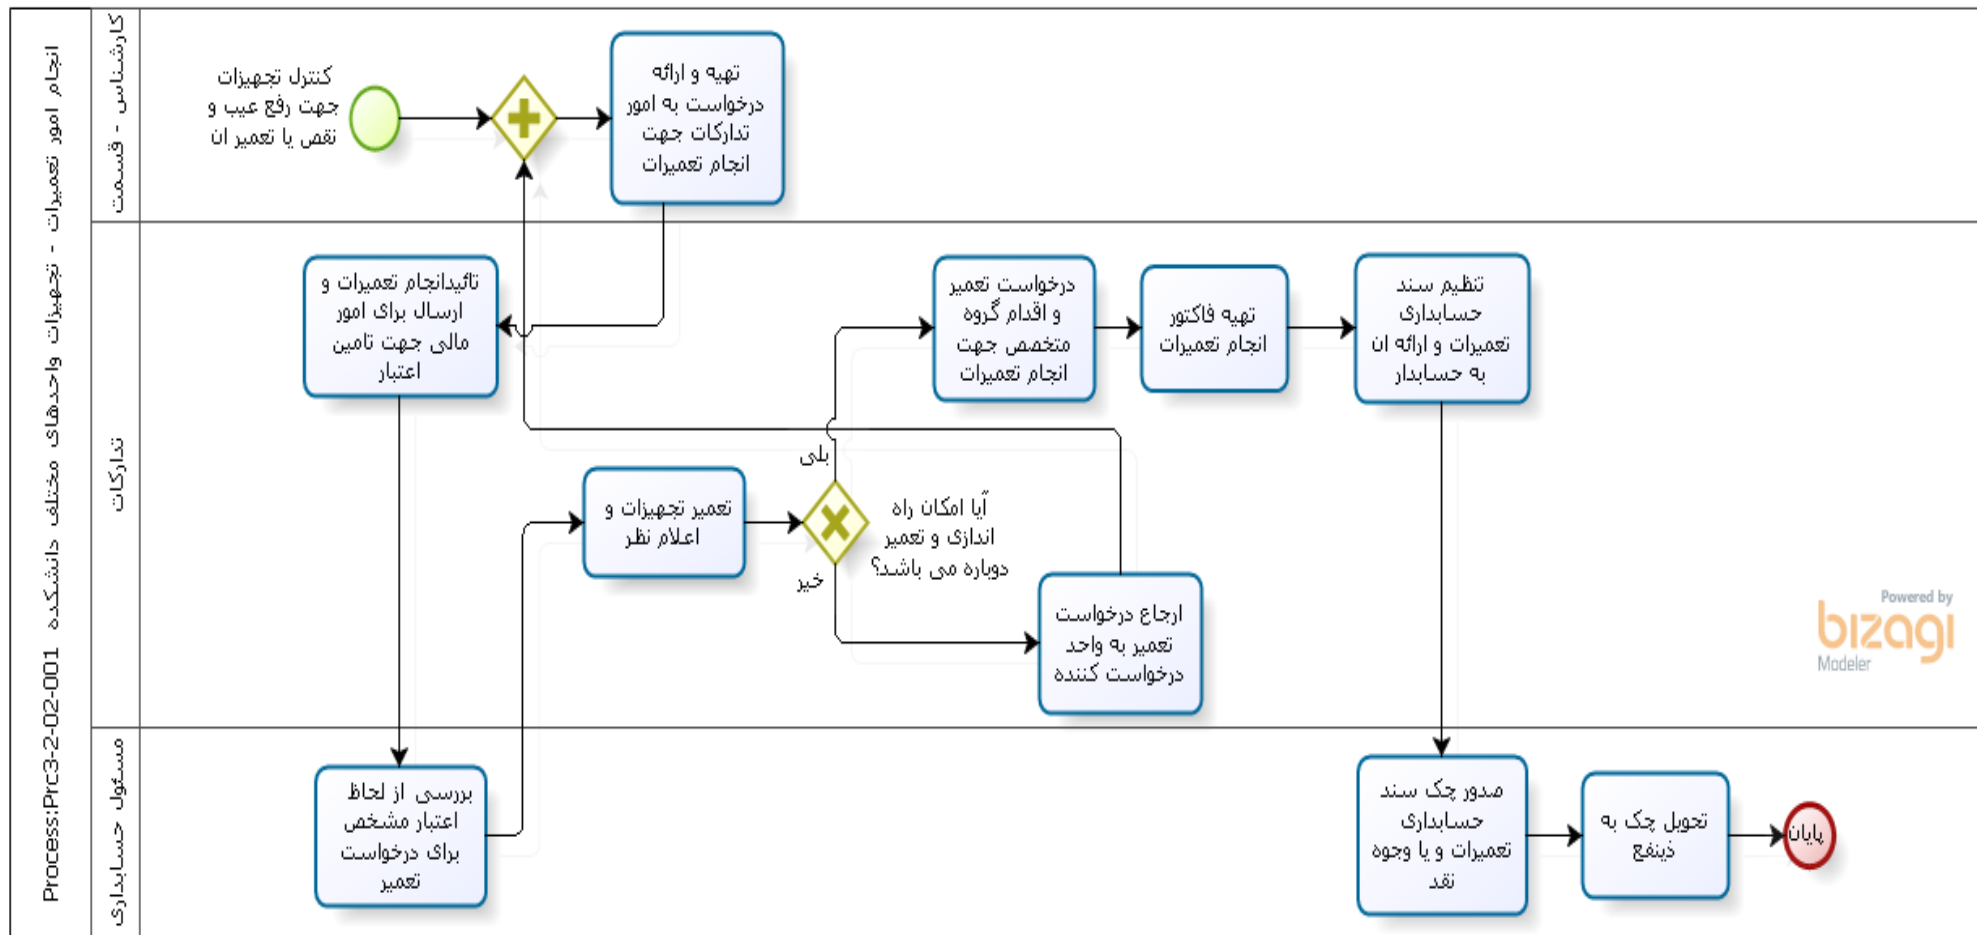 Process:Prc3-2-02-001 انجام امور تعمیرات - تجهیزات واحدهای مختلف دانشکده
کارشناس - قسمت
کنترل تجهیزات
جهت رفع عیب و
نقص یا تعمیر ان
تهیه و ارائه
درخواست به امور
تدارکات جهت
انجام تعمیرات
تدارکات
تائیدانجام تعمیرات و
ارسال برای امور
مالی جهت تامین
اعتبار
درخواست تعمیر
و اقدام گروه
متخصص جهت
انجام تعمیرات
تهیه فاکتور
انجام تعمیرات
تنظیم سند
حسابداری
تعمیرات و ارائه ان
به حسابدار
تعمیر تجهیزات و
اعلام نظر
بلی
خیر
آیا امکان راه
اندازی و تعمیر
دوباره می باشد؟
ارجاع درخواست
تعمیر به واحد
درخواست کننده
Powered by
bizagi
Modeler
مسئول حسابداری
بررسی از لحاظ
اعتبار مشخص
برای درخواست
تعمیر
صدور چک سند
حسابداری
تعمیرات و یا وجوه
نقد
تحویل چک به
ذینفع
پایان